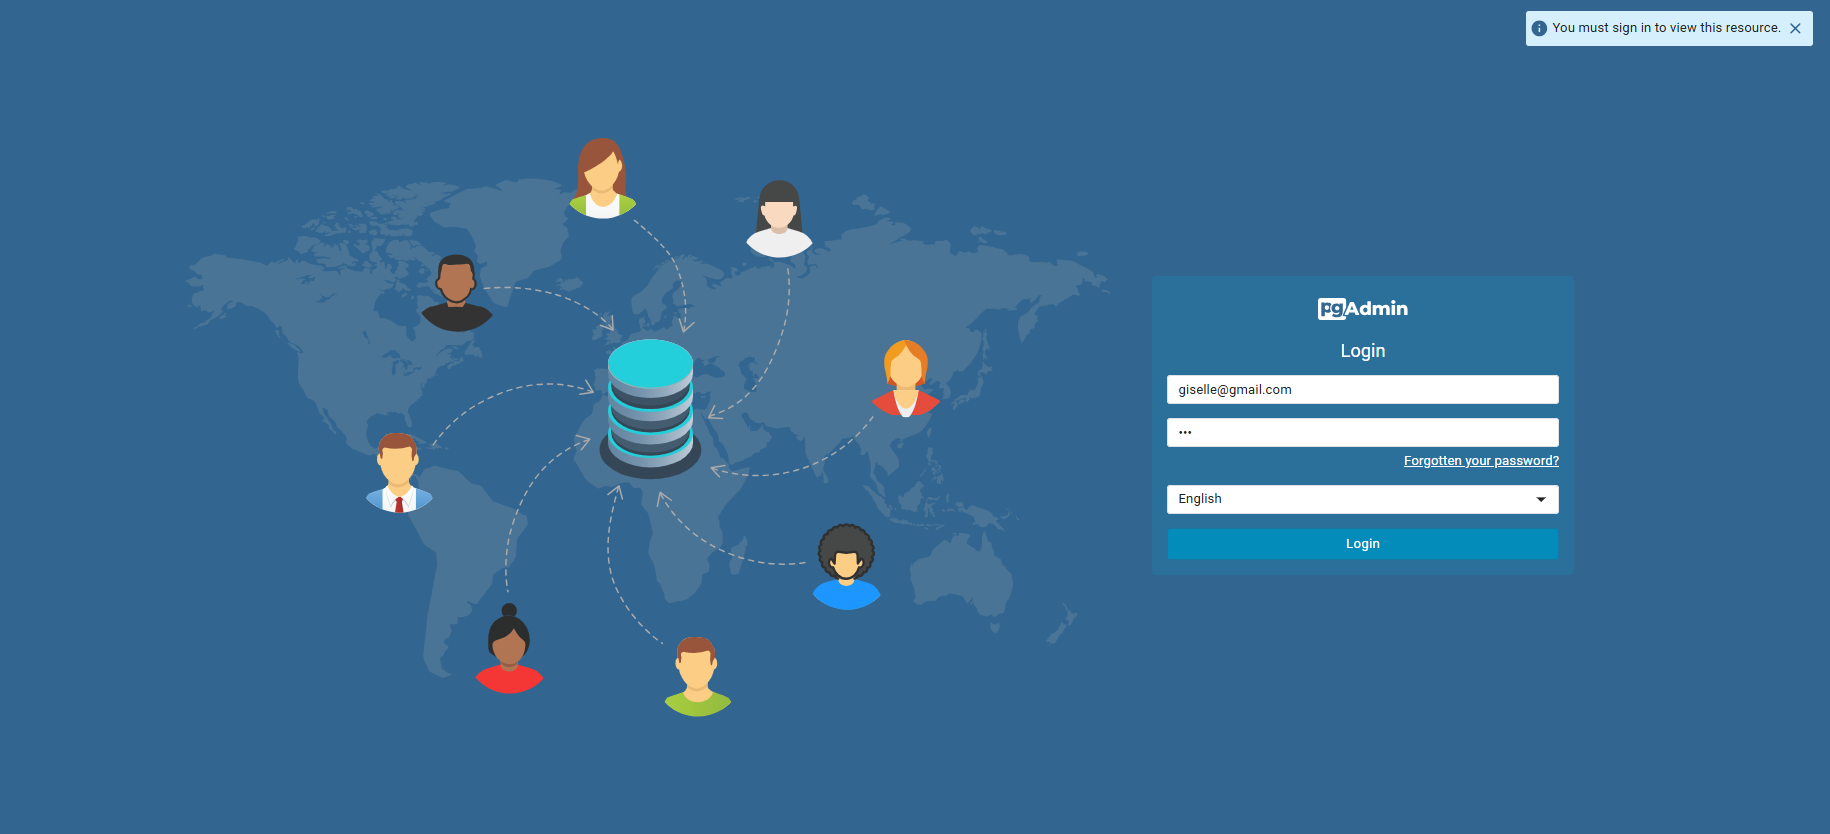 You must sign in to view this resource.
pgAdmin
Login
giselle@gmail.com
•••
Forgotten your password?
English
Login